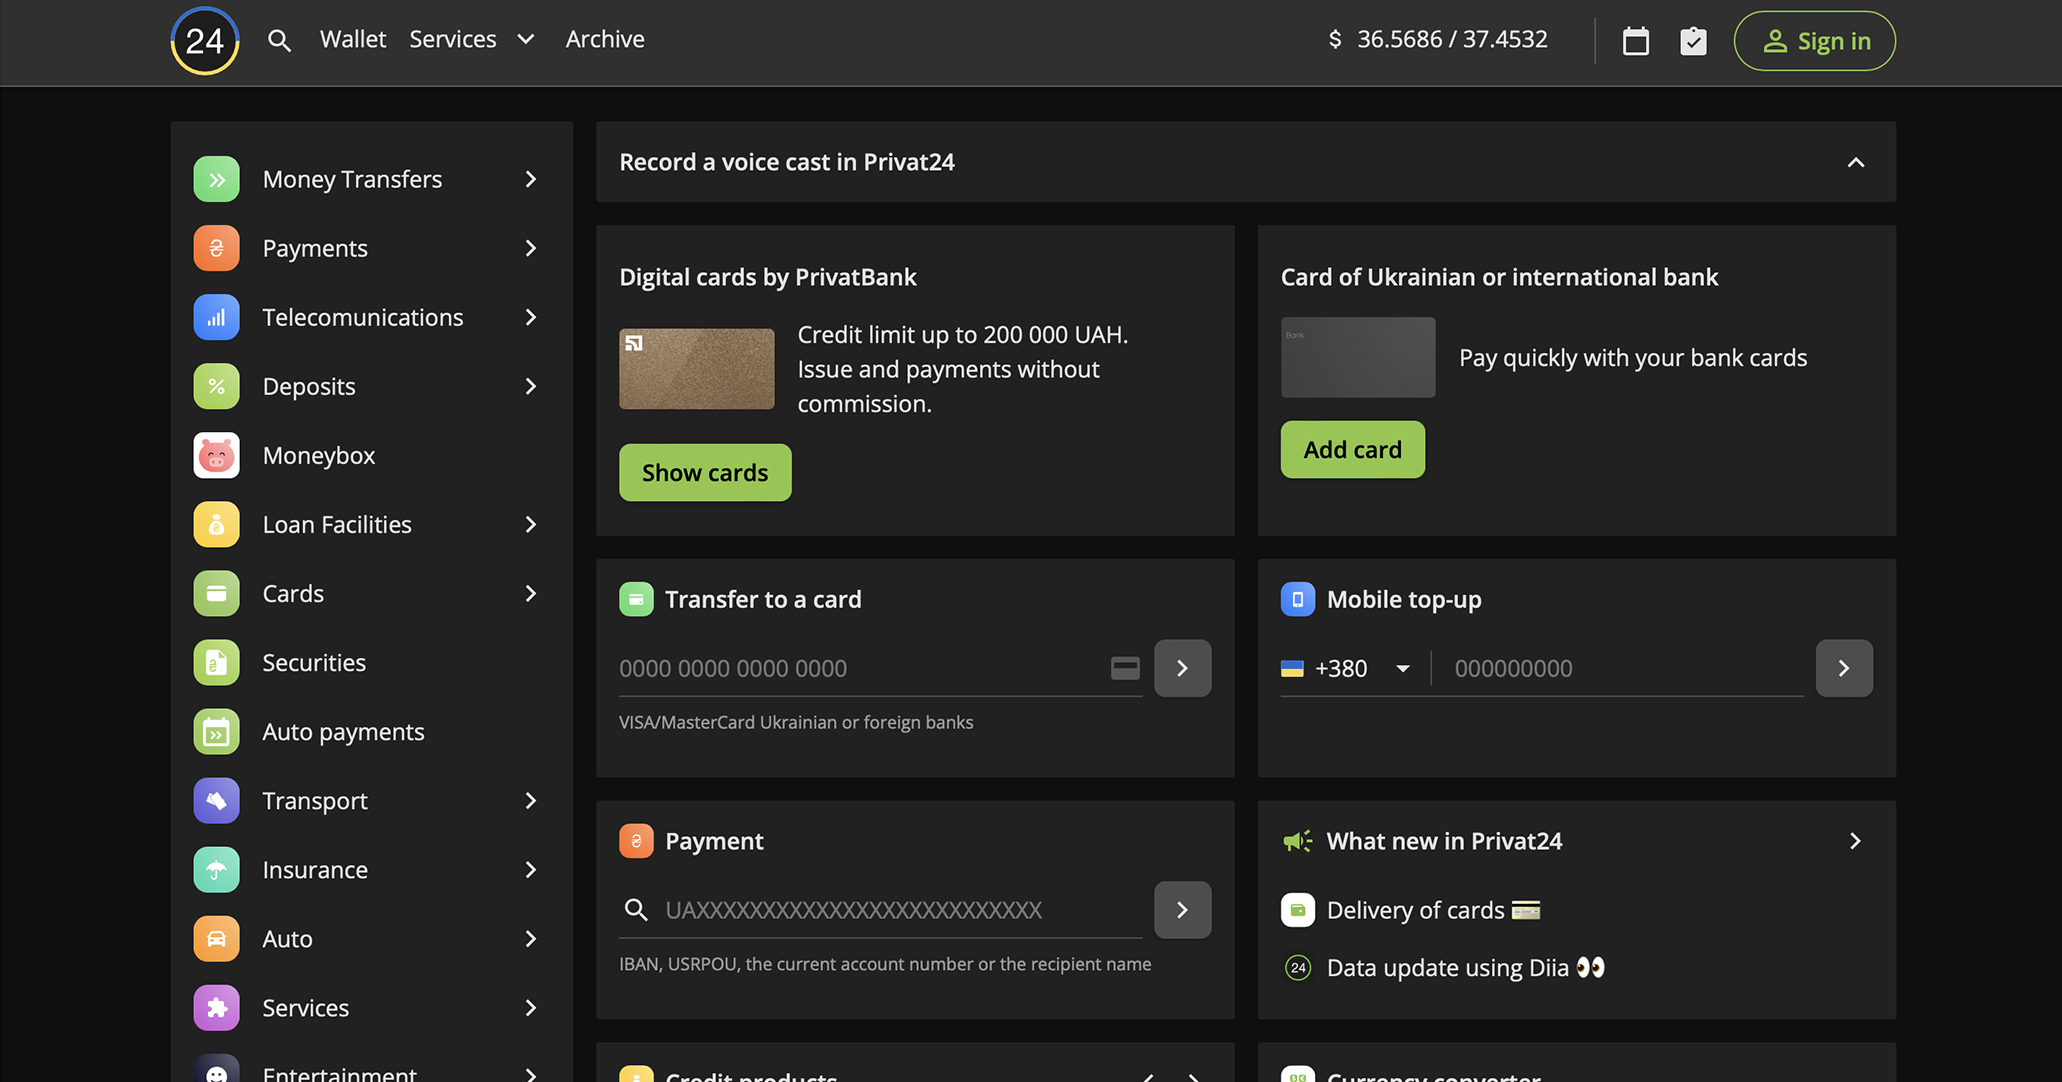 24 Wallet Services Archive $ 36.5686 / 37.4532 Sign in
Money Transfers
Payments
Telecomunications
Deposits
Moneybox
Loan Facilities
Cards
Securities
Auto payments
Transport
Insurance
Auto
Services
Entertainment
Record a voice cast in Privat24
Digital cards by PrivatBank
Credit limit up to 200 000 UAH.
Issue and payments without
commission.
Show cards
Card of Ukrainian or international bank
Bank
Pay quickly with your bank cards
Add card
Transfer to a card
0000 0000 0000 0000
VISA/MasterCard Ukrainian or foreign banks
Mobile top-up
+380 000000000
Payment
UAXXXXXXXXXXXXXXXXXXXXXXXXXXX
IBAN, USRPOU, the current account number or the recipient name
What new in Privat24
Delivery of cards 💳
24 Data update using Diia 👀
Credit products
Currency converter